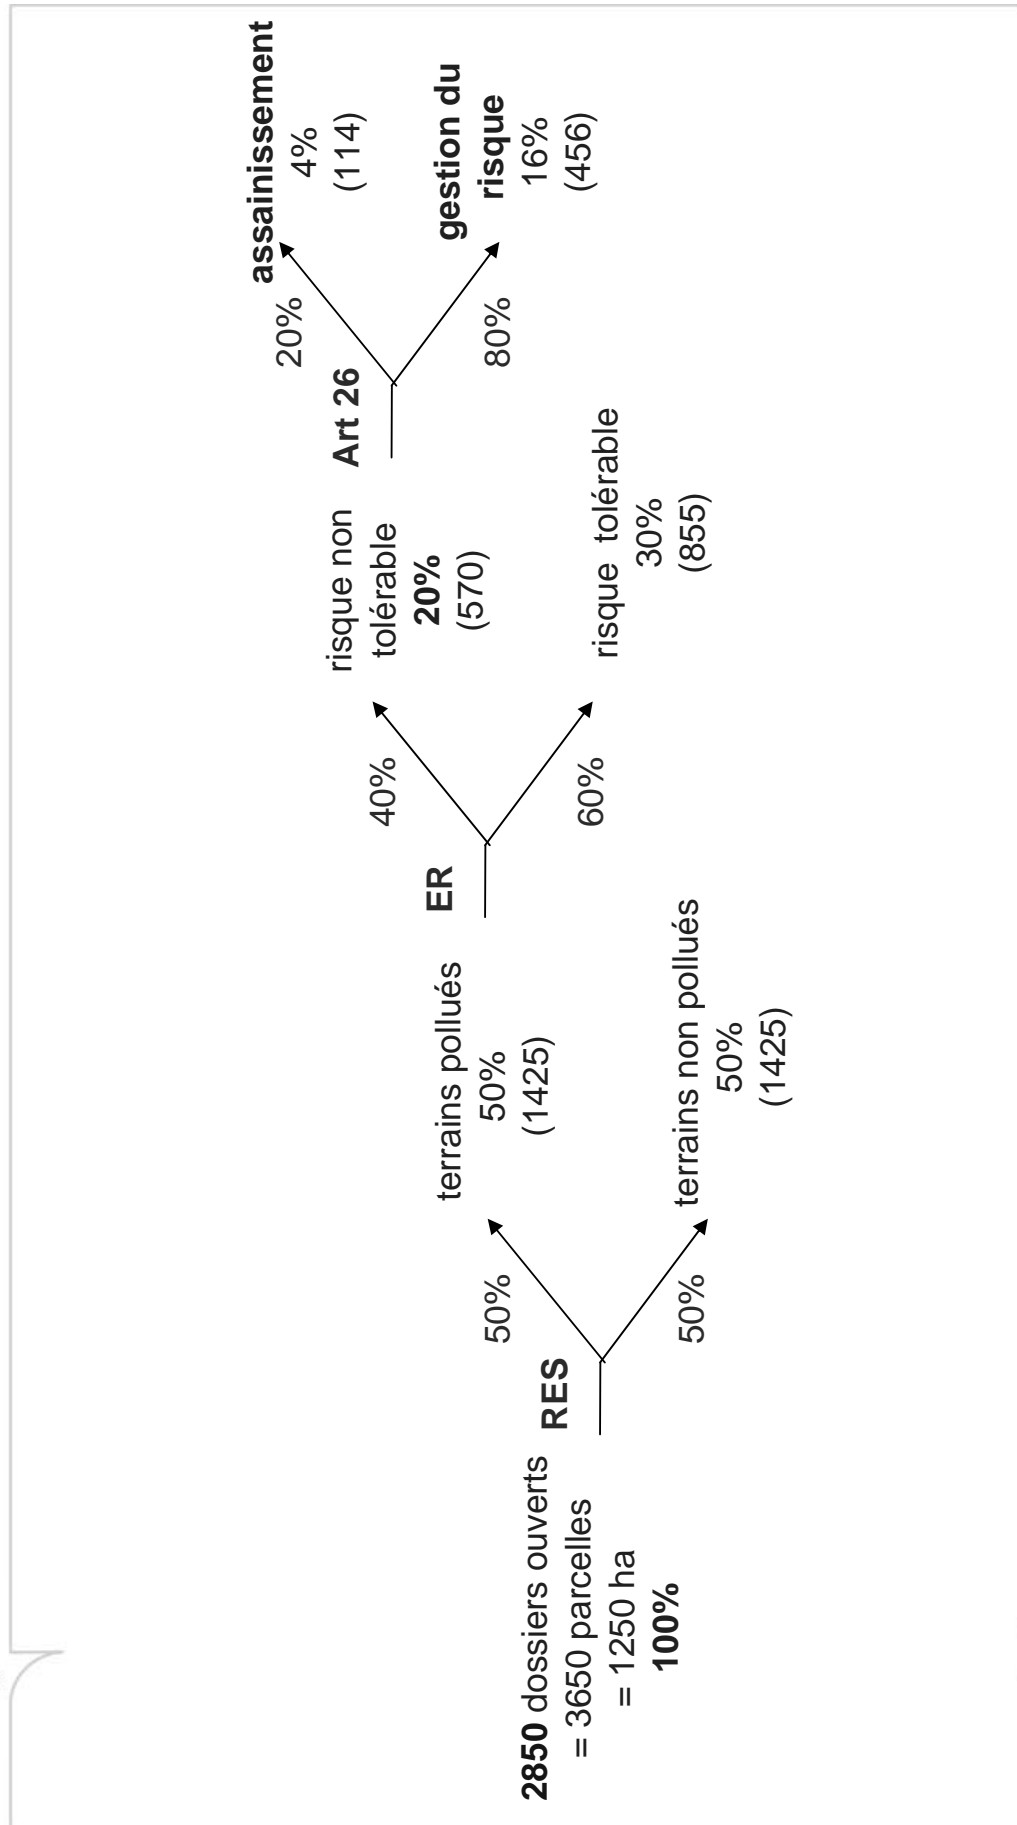 2850 dossiers ouverts
= 3650 parcelles
= 1250 ha
100%
RES
50%
50%
terrains pollués
50%
(1425)
terrains non pollués
50%
(1425)
ER
40%
60%
risque non
tolérable
20%
(570)
risque tolérable
30%
(855)
Art 26
20%
80%
assainissement
4%
(114)
gestion du
risque
16%
(456)